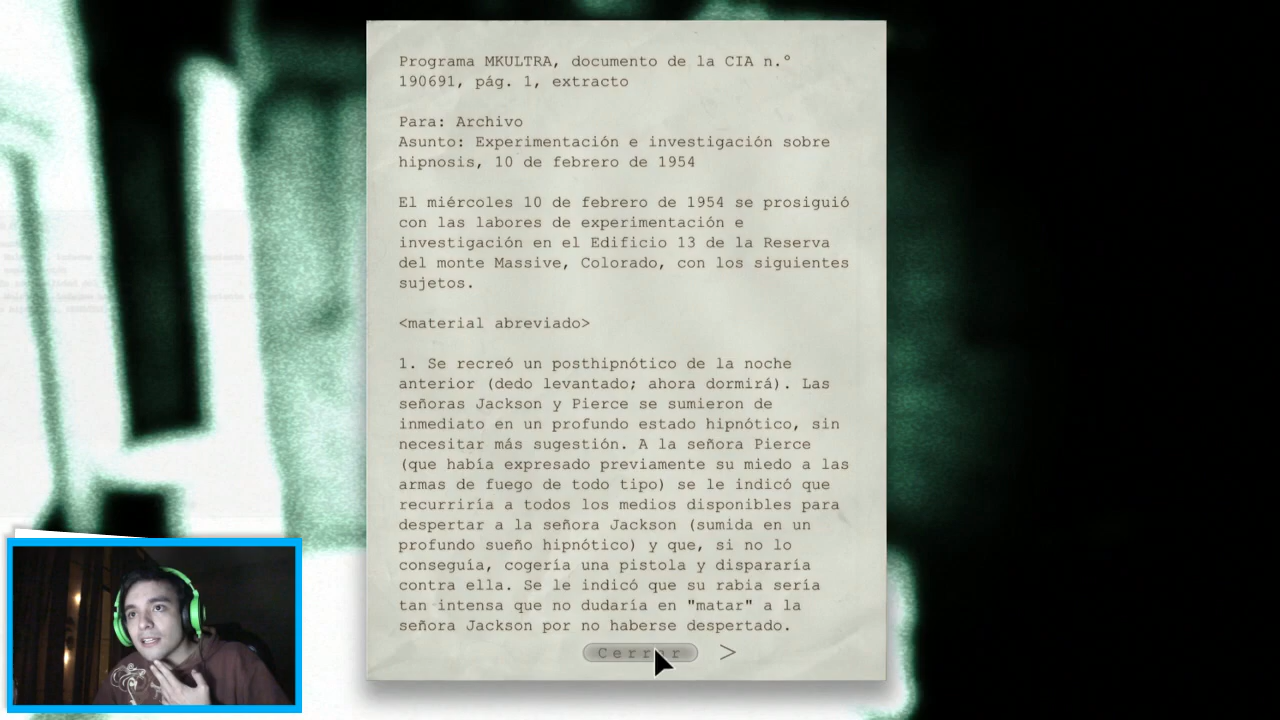 Programa MKULTRA, documento de la CIA n.º
190691, pág. 1, extracto
Para: Archivo
Asunto: Experimentación e investigación sobre
hipnosis, 10 de febrero de 1954
El miércoles 10 de febrero de 1954 se prosiguió
con las labores de experimentación e
investigación en el Edificio 13 de la Reserva
del monte Massive, Colorado, con los siguientes
sujetos.
<material abreviado>
1. Se recreó un posthipnótico de la noche
anterior (dedo levantado; ahora dormirá). Las
señoras Jackson y Pierce se sumieron de
inmediato en un profundo estado hipnótico, sin
necesitar más sugestión. A la señora Pierce
(que había expresado previamente su miedo a las
armas de fuego de todo tipo) se le indicó que
recurriría a todos los medios disponibles para
despertar a la señora Jackson (sumida en un
profundo sueño hipnótico) y que, si no lo
conseguía, cogería una pistola y dispararía
contra ella. Se le indicó que su rabia sería
tan intensa que no dudaría en "matar" a la
señora Jackson por no haberse despertado.
Cerrar >